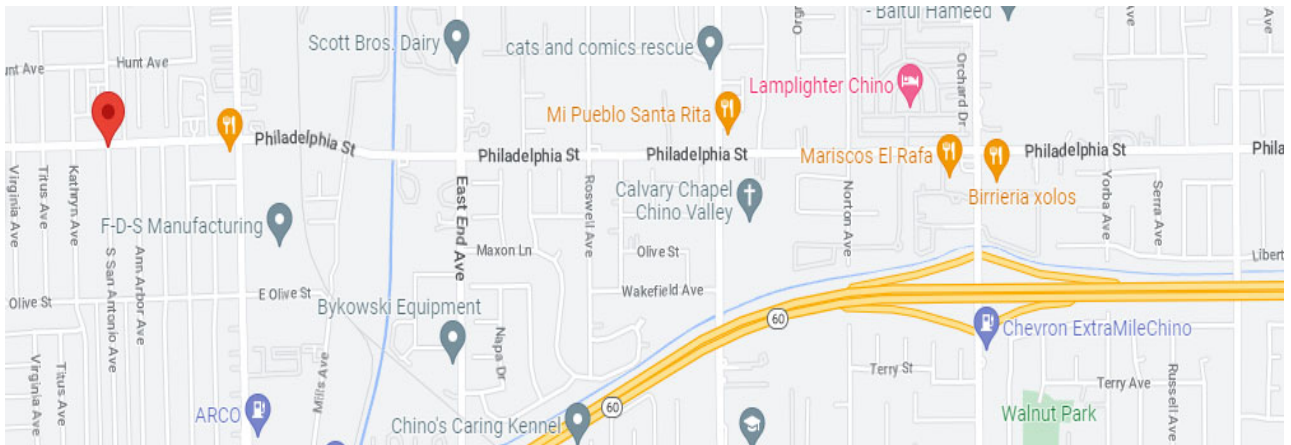 - Baitul Hameed
Scott Bros. Dairy
cats and comics rescue
Hunt Ave
unt Ave
Lamplighter Chino
Orchard Dr
Mi Pueblo Santa Rita
Philadelphia St
Philadelphia St
Philadelphia St
Mariscos El Rafa
Philadelphia St
Phila
Birrieria xolos
Virginia Ave
Titus Ave
Kathryn Ave
S San Antonio Ave
Ann Arbor Ave
F-D-S Manufacturing
East End Ave
Roswell Ave
Calvary Chapel
Chino Valley
Norton Ave
Yorba Ave
Serra Ave
Ave
Ave
Maxon Ln
Olive St
Libert
Olive St
E Olive St
Wakefield Ave
Bykowski Equipment
60
Chevron ExtraMileChino
Virginia Ave
Titus Ave
Mills Ave
Napa Dr
Terry St
Terry Ave
Russell Ave
ARCO
60
Chino's Caring Kennel
Walnut Park